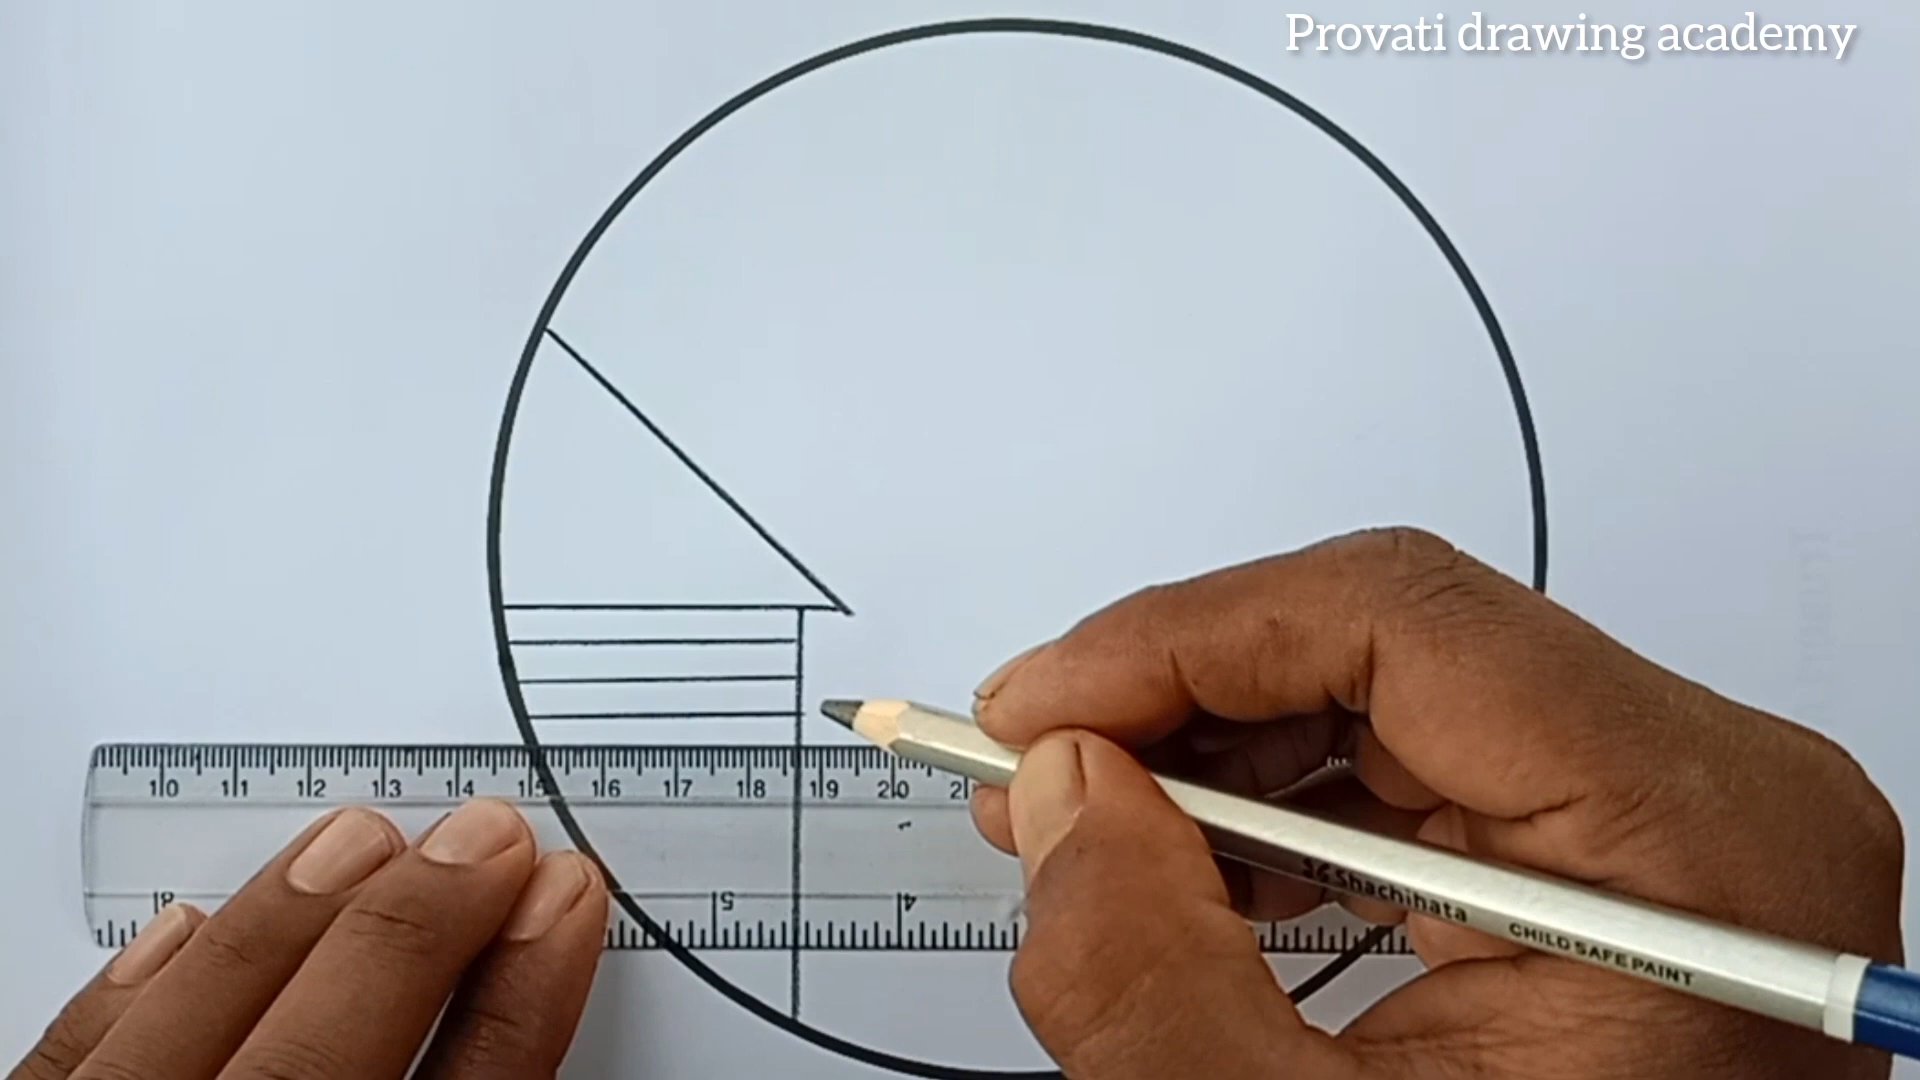 Provati drawing academy
10 11 12 13 14 15 16 17 18 19 20
8 5 4
Shachihata
CHILD SAFE PAINT